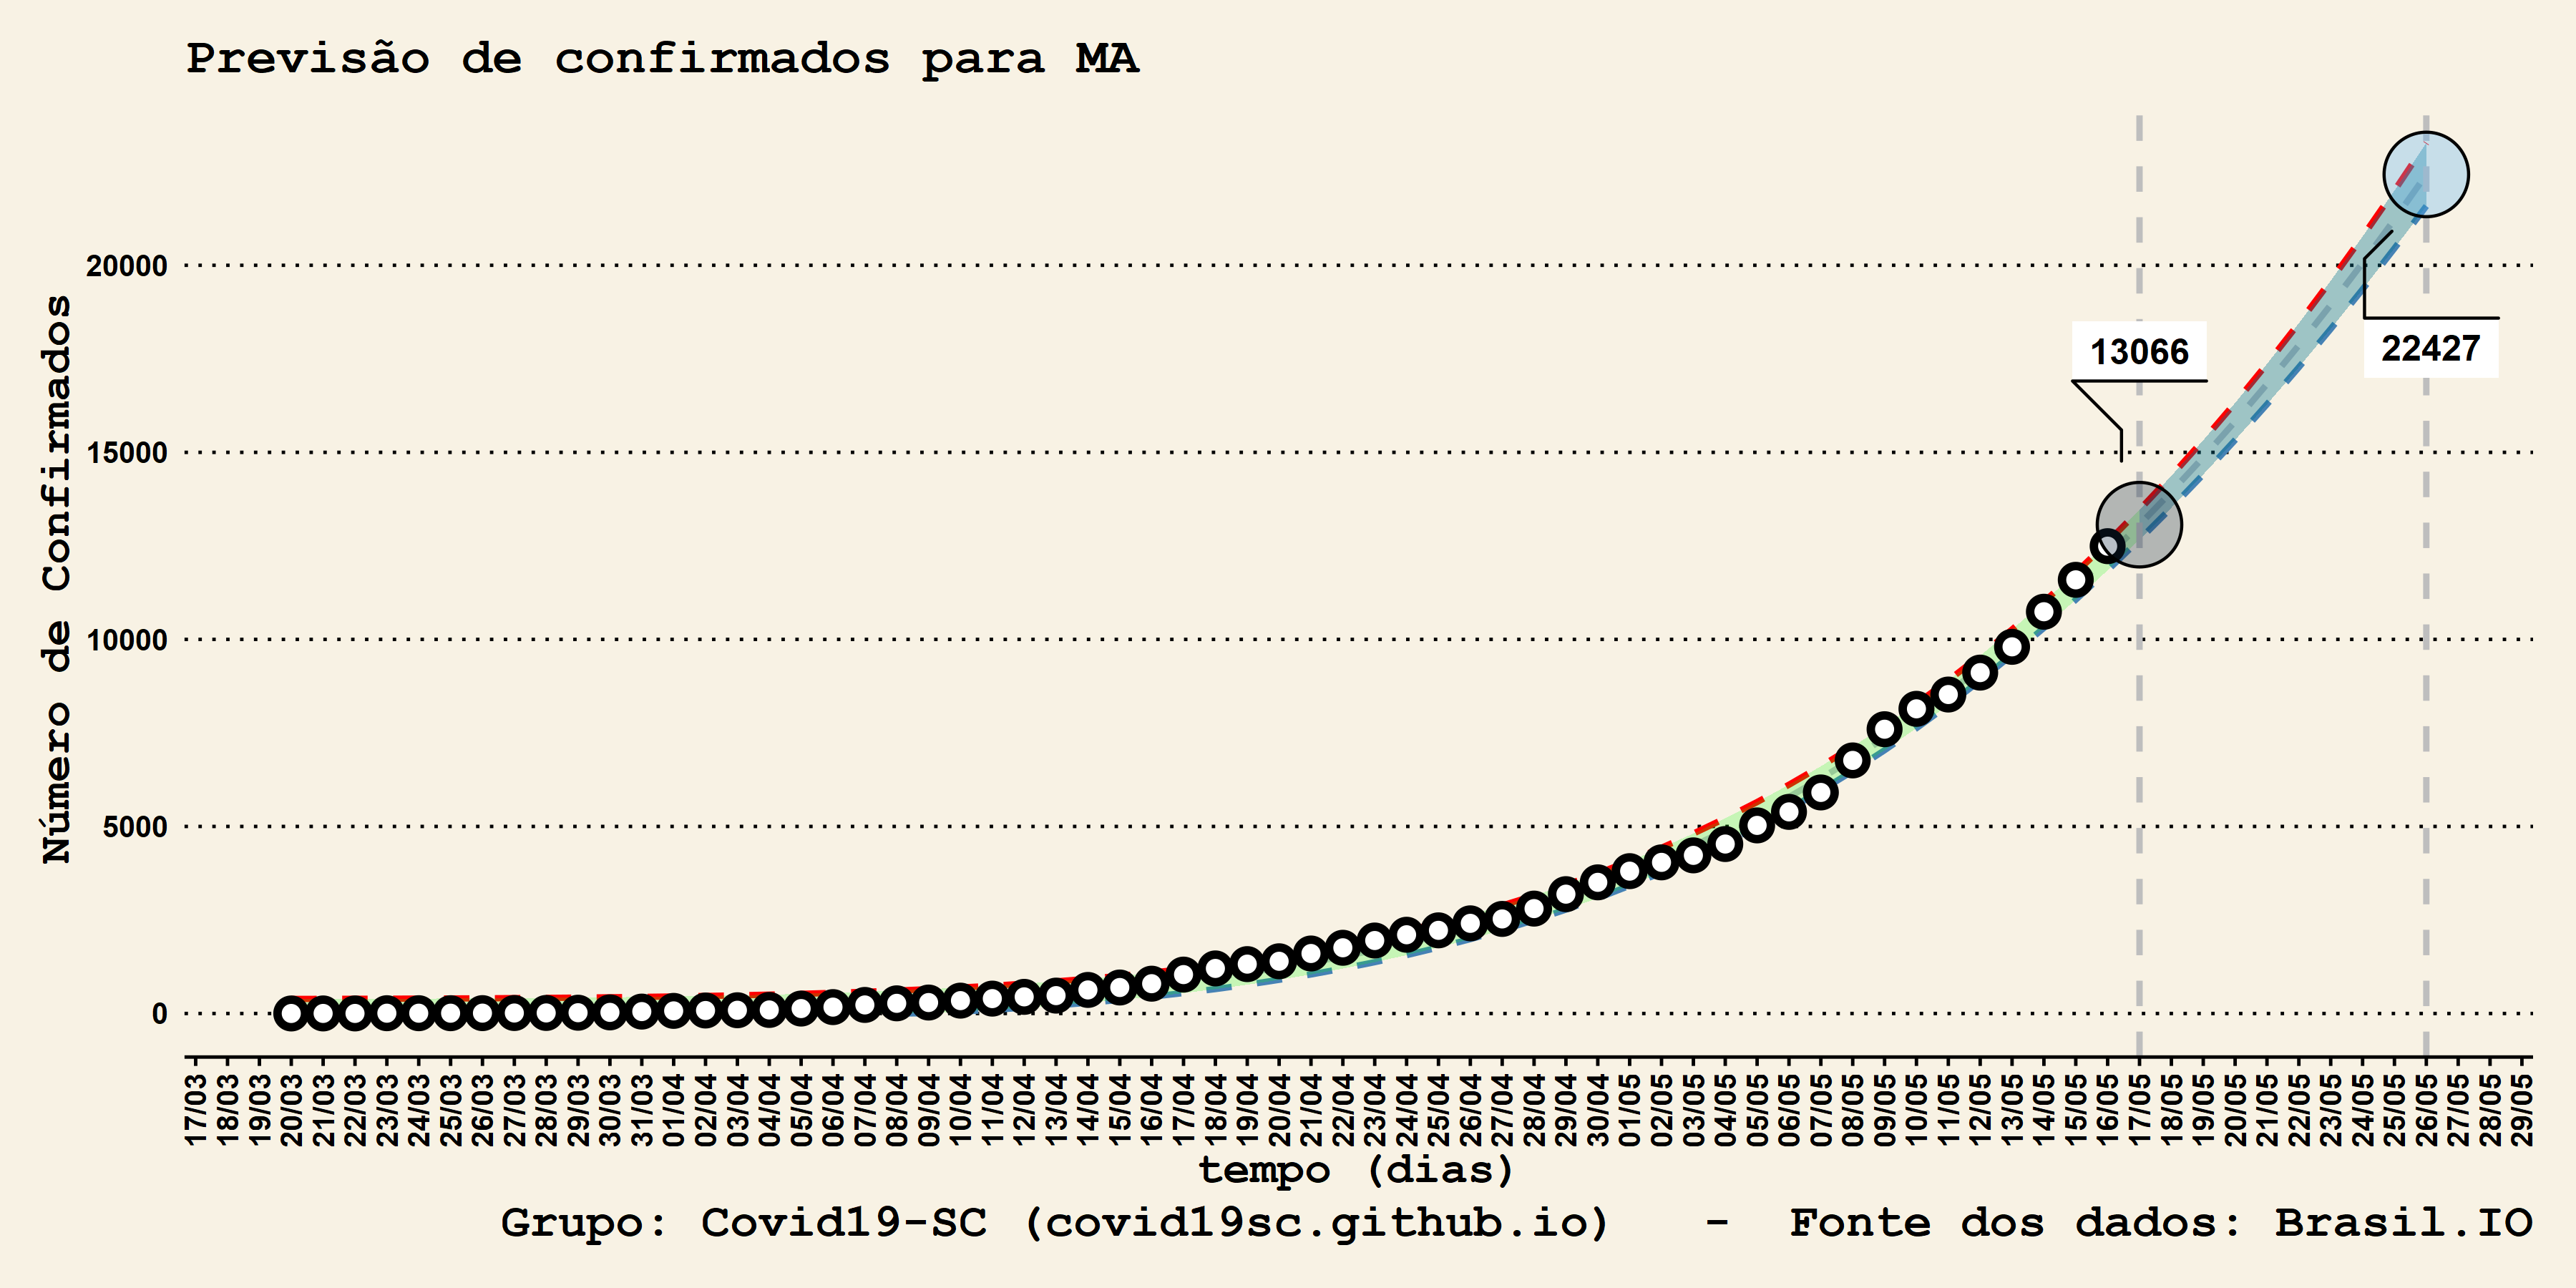 Previsão de confirmados para MA
Número de Confirmados
20000
15000
10000
5000
0
13066
22427
17/03 18/03 19/03 20/03 21/03 22/03 23/03 24/03 25/03 26/03 27/03 28/03 29/03 30/03 31/03 01/04 02/04 03/04 04/04 05/04 06/04 07/04 08/04 09/04 10/04 11/04 12/04 13/04 14/04 15/04 16/04 17/04 18/04 19/04 20/04 21/04 22/04 23/04 24/04 25/04 26/04 27/04 28/04 29/04 30/04 01/05 02/05 03/05 04/05 05/05 06/05 07/05 08/05 09/05 10/05 11/05 12/05 13/05 14/05 15/05 16/05 17/05 18/05 19/05 20/05 21/05 22/05 23/05 24/05 25/05 26/05 27/05 28/05 29/05
tempo (dias)
Grupo: Covid19-SC (covid19sc.github.io) - Fonte dos dados: Brasil.IO